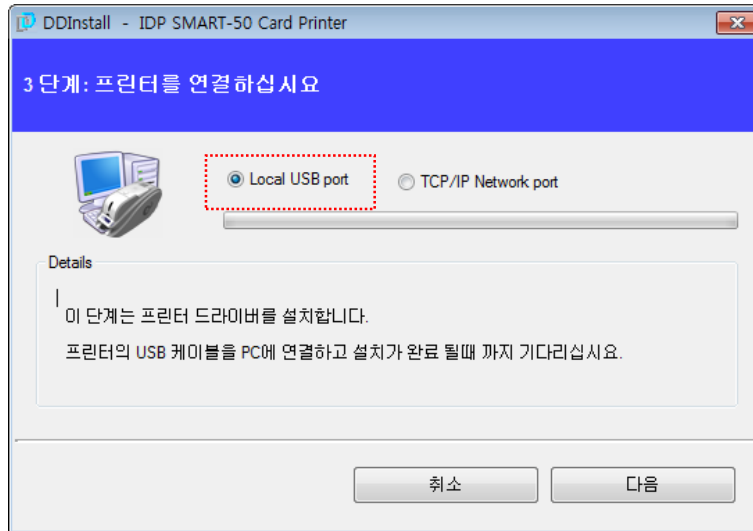 DDInstall - IDP SMART-50 Card Printer
3 단계: 프린터를 연결하십시요
Local USB port
TCP/IP Network port
Details
이 단계는 프린터 드라이버를 설치합니다.
프린터의 USB 케이블을 PC에 연결하고 설치가 완료 될때 까지 기다리십시요.
취소
다음